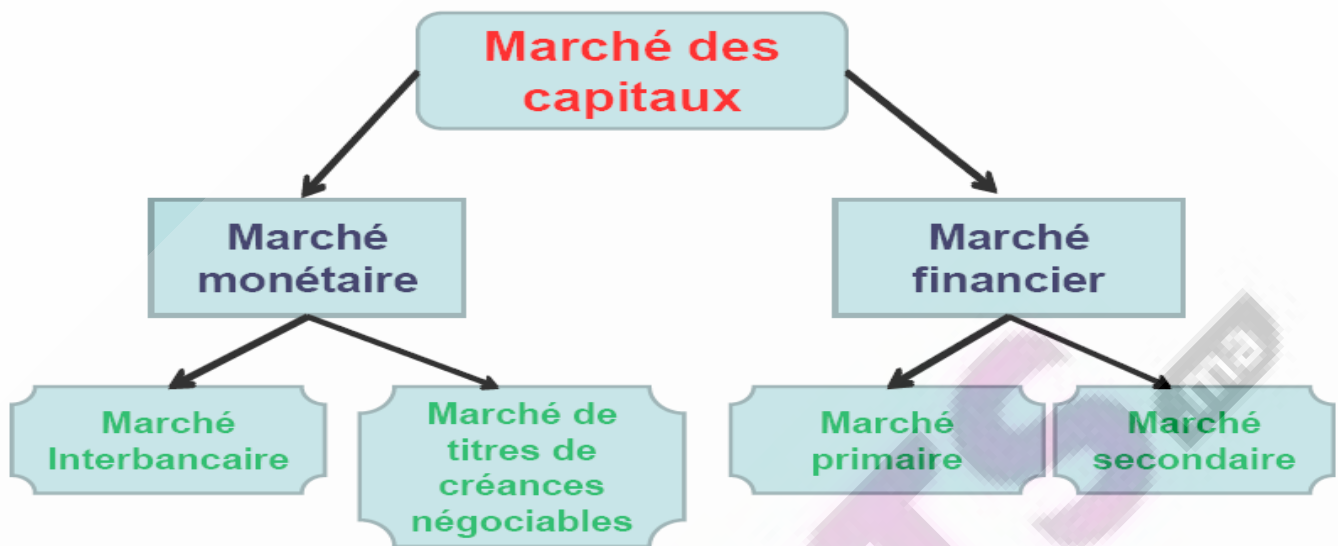 Marché des
capitaux
Marché
monétaire
Marché
financier
Marché
Interbancaire
Marché de
titres de
créances
négociables
Marché
primaire
Marché
secondaire